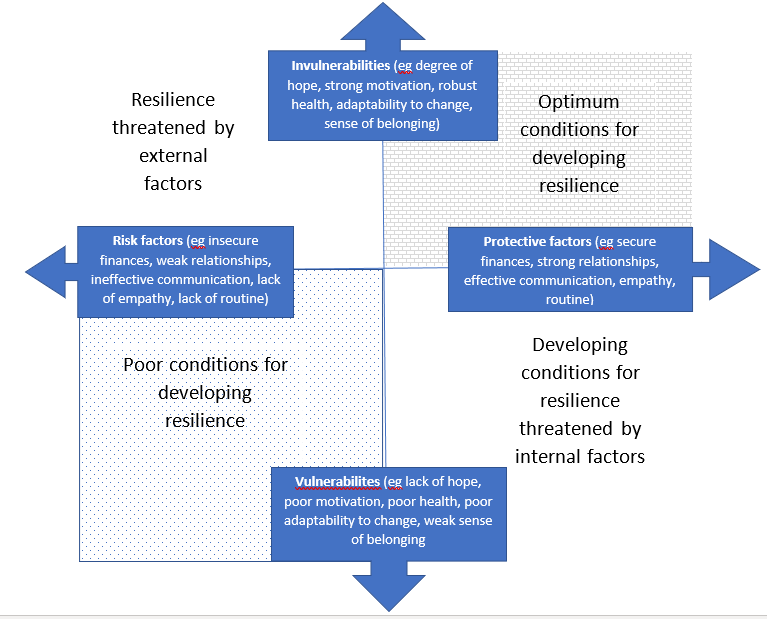 Invulnerabilities (eg degree of
hope, strong motivation, robust
health, adaptability to change,
sense of belonging)
Resilience
threatened by
external
factors
Optimum
conditions for
developing
resilience
Risk factors (eg insecure
finances, weak relationships,
ineffective communication, lack
of empathy, lack of routine)
Protective factors (eg secure
finances, strong relationships,
effective communication, empathy,
routine)
Poor conditions for
developing
resilience
Developing
conditions for
resilience
threatened by
internal factors
Vulnerabilites (eg lack of hope,
poor motivation, poor health, poor
adaptability to change, weak sense
of belonging